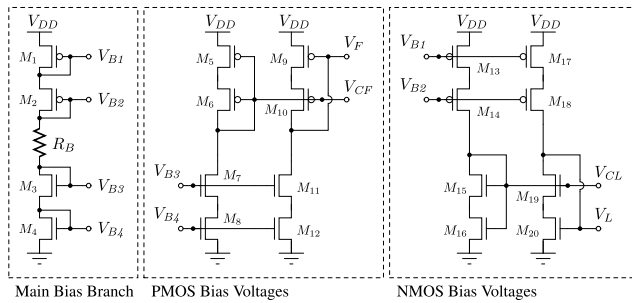 V_DD V_DD V_DD V_DD V_DD
M_1 V_B1 M_5 M_9 V_F V_B1 M_13 M_17
M_2 V_B2 M_6 M_10 V_CF V_B2 M_14 M_18
R_B
M_3 V_B3 V_B3 M_7 M_11 M_15 M_19 V_CL
M_4 V_B4 V_B4 M_8 M_12 M_16 M_20 V_L
Main Bias Branch PMOS Bias Voltages NMOS Bias Voltages